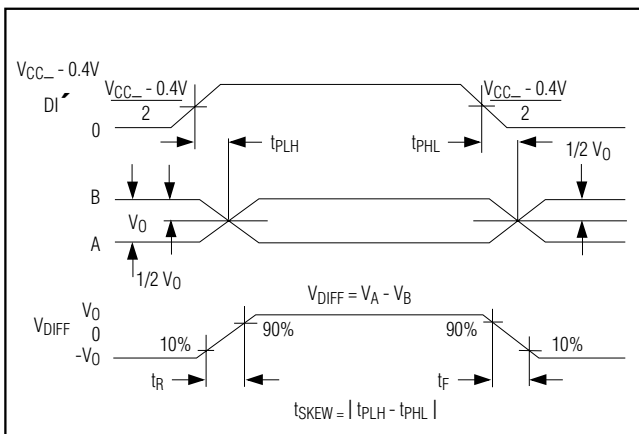 VCC_ - 0.4V
DI´
0
VCC_ - 0.4V
2
VCC_ - 0.4V
2
tPLH
tPHL
1/2 VO
B
VO
A
1/2 VO
VDIFF = VA - VB
VO
VDIFF 0
-VO
10%
90%
90%
10%
tR
tF
tSKEW = | tPLH - tPHL |